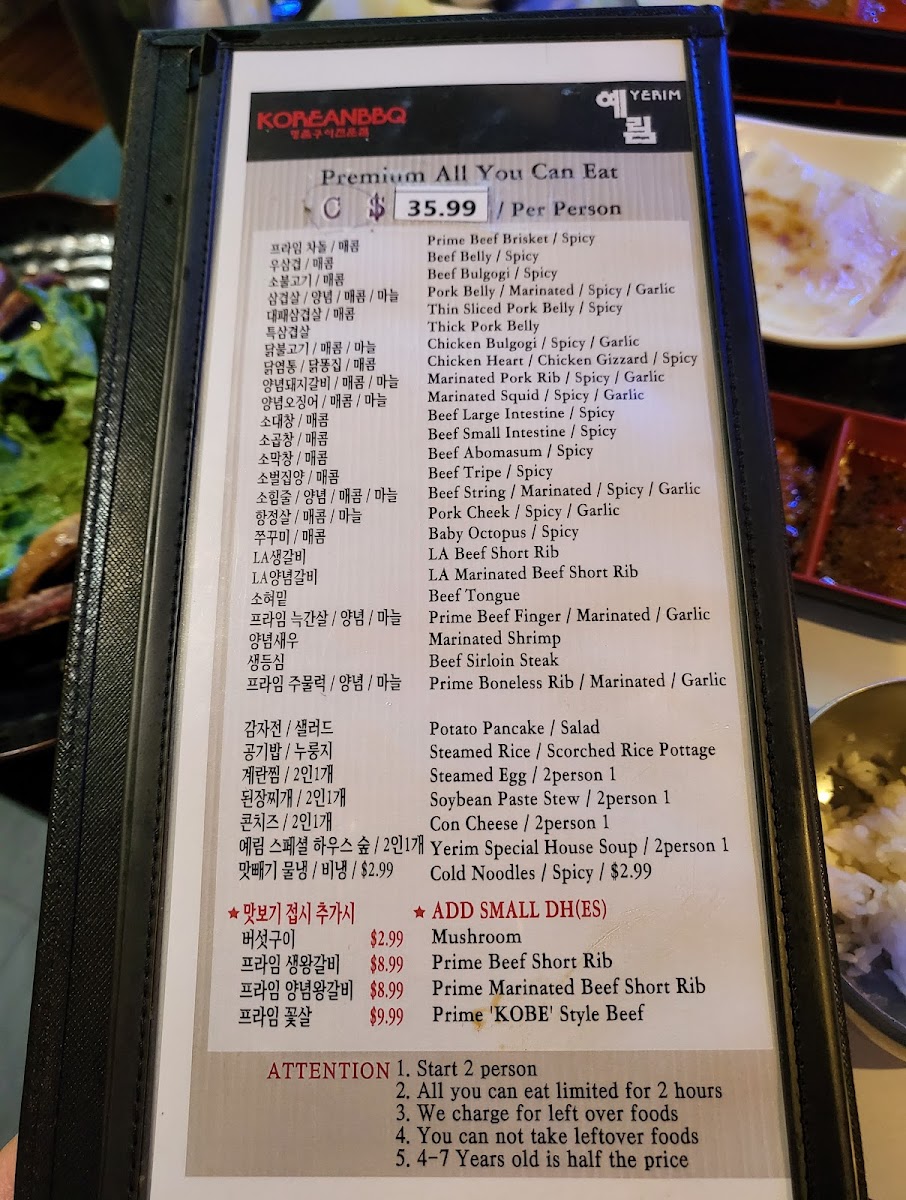 KOREANBBQ
예림 YERIM
Premium All You Can Eat
C $ 35.99 / Per Person
프라임 차돌 / 매콤 Prime Beef Brisket / Spicy
우삼겹 / 매콤 Beef Belly / Spicy
소불고기 / 매콤 Beef Bulgogi / Spicy
삼겹살 / 양념 / 매콤 / 마늘 Pork Belly / Marinated / Spicy / Garlic
대패삼겹살 / 매콤 Thin Sliced Pork Belly / Spicy
특삼겹살 Thick Pork Belly
닭불고기 / 매콤 / 마늘 Chicken Bulgogi / Spicy / Garlic
닭염통 / 닭똥집 / 매콤 Chicken Heart / Chicken Gizzard / Spicy
양념돼지갈비 / 매콤 / 마늘 Marinated Pork Rib / Spicy / Garlic
양념오징어 / 매콤 / 마늘 Marinated Squid / Spicy / Garlic
소대창 / 매콤 Beef Large Intestine / Spicy
소곱창 / 매콤 Beef Small Intestine / Spicy
소막창 / 매콤 Beef Abomasum / Spicy
소벌집양 / 매콤 Beef Tripe / Spicy
소힘줄 / 양념 / 매콤 / 마늘 Beef String / Marinated / Spicy / Garlic
항정살 / 매콤 / 마늘 Pork Cheek / Spicy / Garlic
쭈꾸미 / 매콤 Baby Octopus / Spicy
LA생갈비 LA Beef Short Rib
LA양념갈비 LA Marinated Beef Short Rib
소혀밑 Beef Tongue
프라임 늑간살 / 양념 / 마늘 Prime Beef Finger / Marinated / Garlic
양념새우 Marinated Shrimp
생등심 Beef Sirloin Steak
프라임 주물럭 / 양념 / 마늘 Prime Boneless Rib / Marinated / Garlic
감자전 / 샐러드 Potato Pancake / Salad
공기밥 / 누룽지 Steamed Rice / Scorched Rice Pottage
계란찜 / 2인1개 Steamed Egg / 2person 1
된장찌개 / 2인1개 Soybean Paste Stew / 2person 1
콘치즈 / 2인1개 Con Cheese / 2person 1
예림 스페셜 하우스 숲 / 2인1개 Yerim Special House Soup / 2person 1
맛빼기 물냉 / 비냉 / $2.99 Cold Noodles / Spicy / $2.99
★ 맛보기 접시 추가시 ★ ADD SMALL DH(ES)
버섯구이 $2.99 Mushroom
프라임 생왕갈비 $8.99 Prime Beef Short Rib
프라임 양념왕갈비 $8.99 Prime Marinated Beef Short Rib
프라임 꽃살 $9.99 Prime 'KOBE' Style Beef
ATTENTION 1. Start 2 person
2. All you can eat limited for 2 hours
3. We charge for left over foods
4. You can not take leftover foods
5. 4-7 Years old is half the price